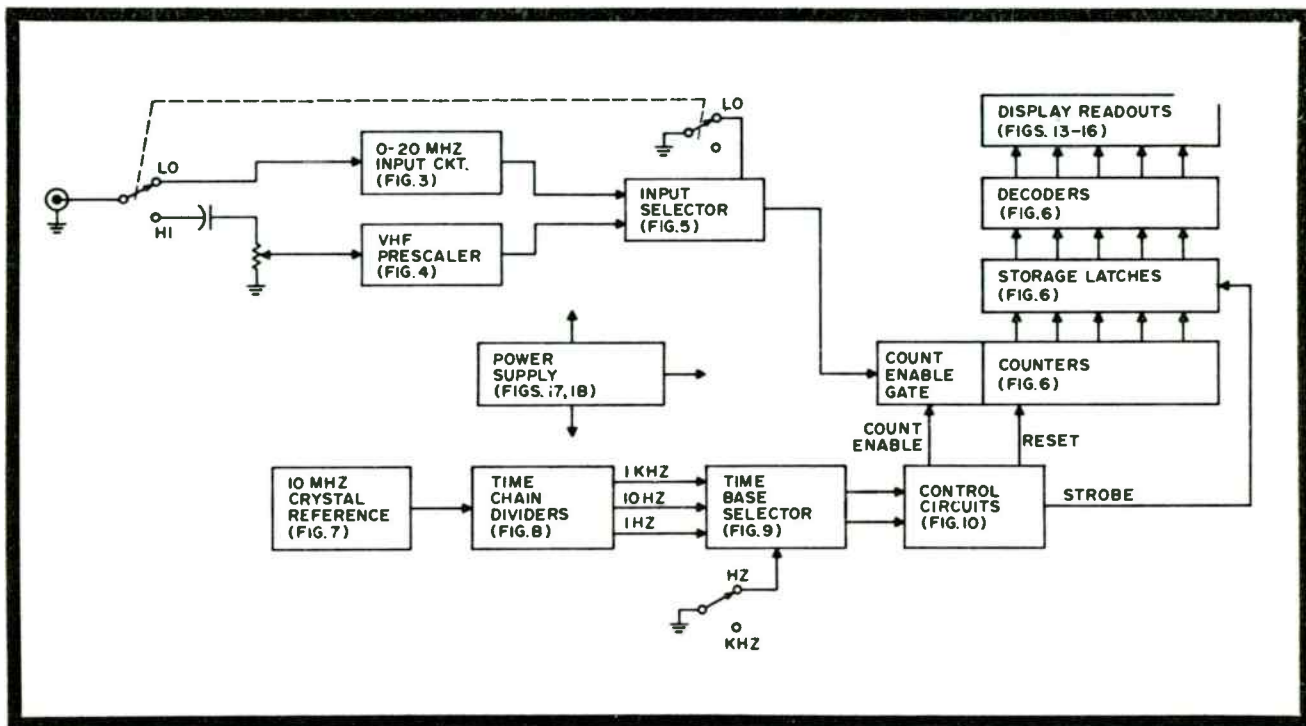 LO
0-20 MHZ
INPUT CKT.
(FIG. 3)
LO
HI
VHF
PRESCALER
(FIG. 4)
INPUT
SELECTOR
(FIG. 5)
DISPLAY READOUTS
(FIGS. 13-16)
DECODERS
(FIG. 6)
STORAGE LATCHES
(FIG. 6)
POWER
SUPPLY
(FIGS. 17, 18)
COUNT
ENABLE
GATE
COUNTERS
(FIG. 6)
COUNT
ENABLE
RESET
10 MHZ
CRYSTAL
REFERENCE
(FIG. 7)
TIME
CHAIN
DIVIDERS
(FIG. 8)
1 KHZ
10 HZ
1 HZ
TIME
BASE
SELECTOR
(FIG. 9)
CONTROL
CIRCUITS
(FIG. 10)
STROBE
HZ
KHZ